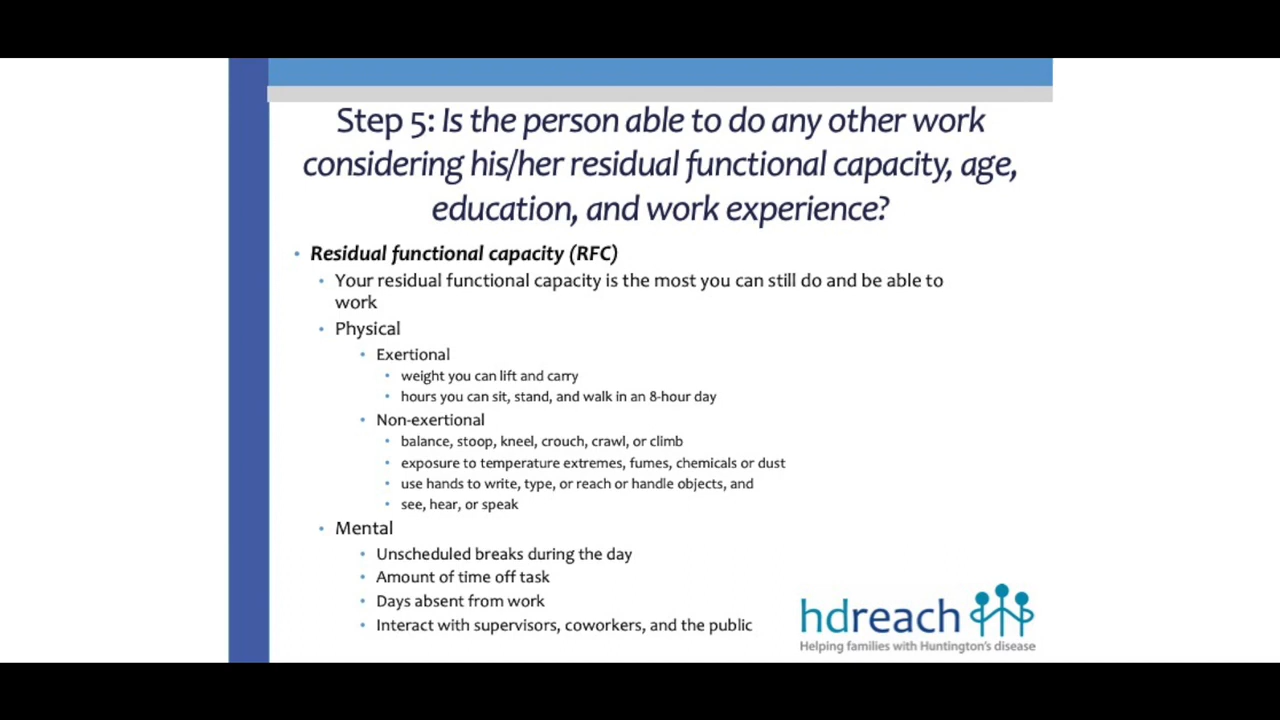 Step 5: Is the person able to do any other work
considering his/her residual functional capacity, age,
education, and work experience?
• Residual functional capacity (RFC)
• Your residual functional capacity is the most you can still do and be able to
work
• Physical
• Exertional
• weight you can lift and carry
• hours you can sit, stand, and walk in an 8-hour day
• Non-exertional
• balance, stoop, kneel, crouch, crawl, or climb
• exposure to temperature extremes, fumes, chemicals or dust
• use hands to write, type, or reach or handle objects, and
• see, hear, or speak
• Mental
• Unscheduled breaks during the day
• Amount of time off task
• Days absent from work
• Interact with supervisors, coworkers, and the public
hdreach
Helping families with Huntington's disease